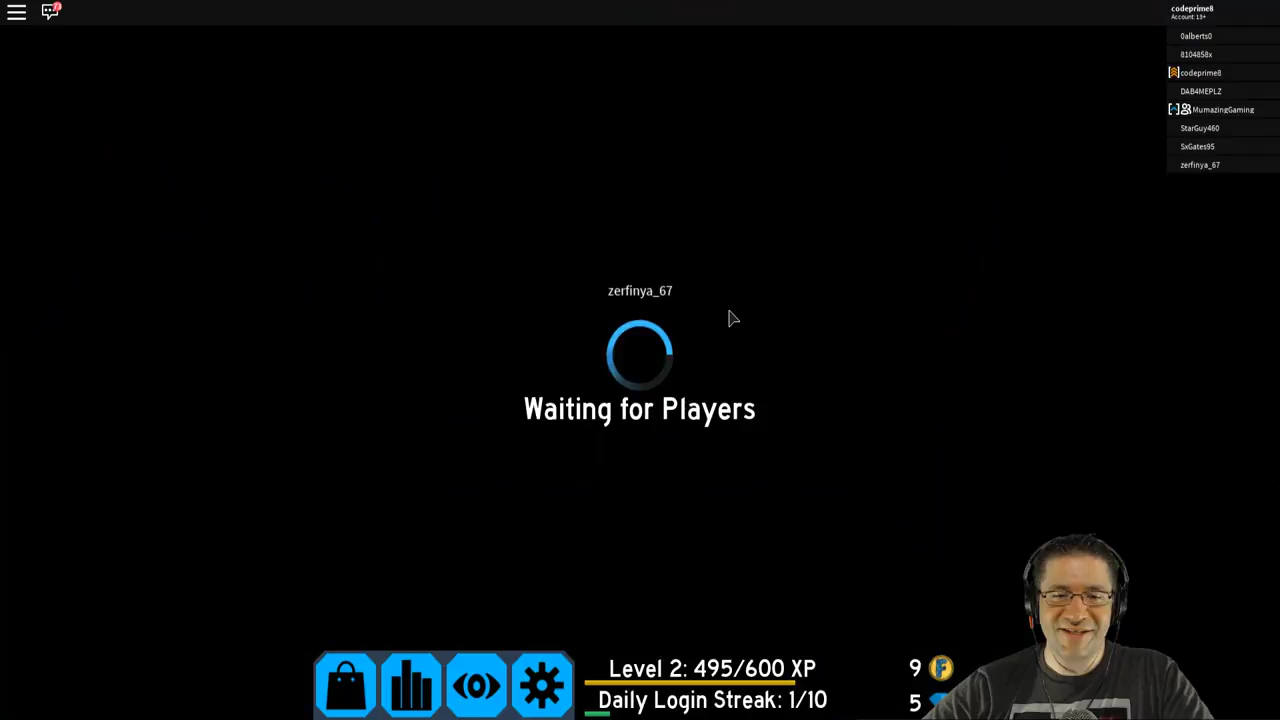 73
codeprime8
Account: 13+
0alberts0
8104858x
codeprime8
DAB4MEPLZ
MumazingGaming
StarGuy460
SxGates95
zerfinya_67
zerfinya_67
Waiting for Players
Level 2: 495/600 XP
9 F
Daily Login Streak: 1/10
5